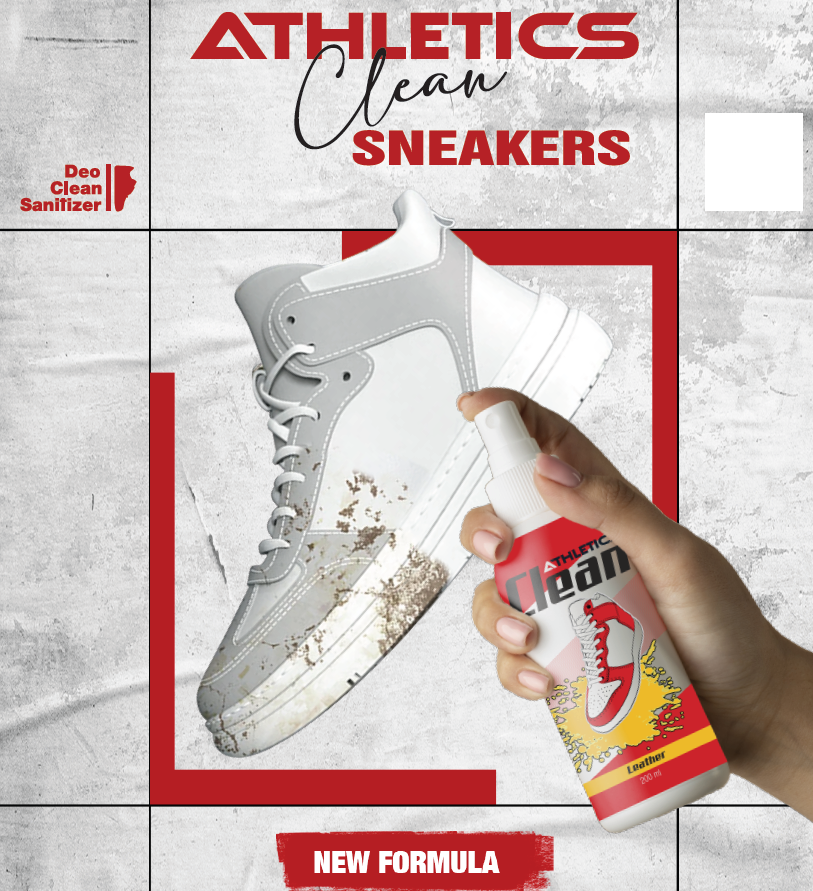 ATHLETICS
Clean
SNEAKERS
Deo
Clean
Sanitizer
ATHLETICS
Clean
Leather
200 ml
NEW FORMULA